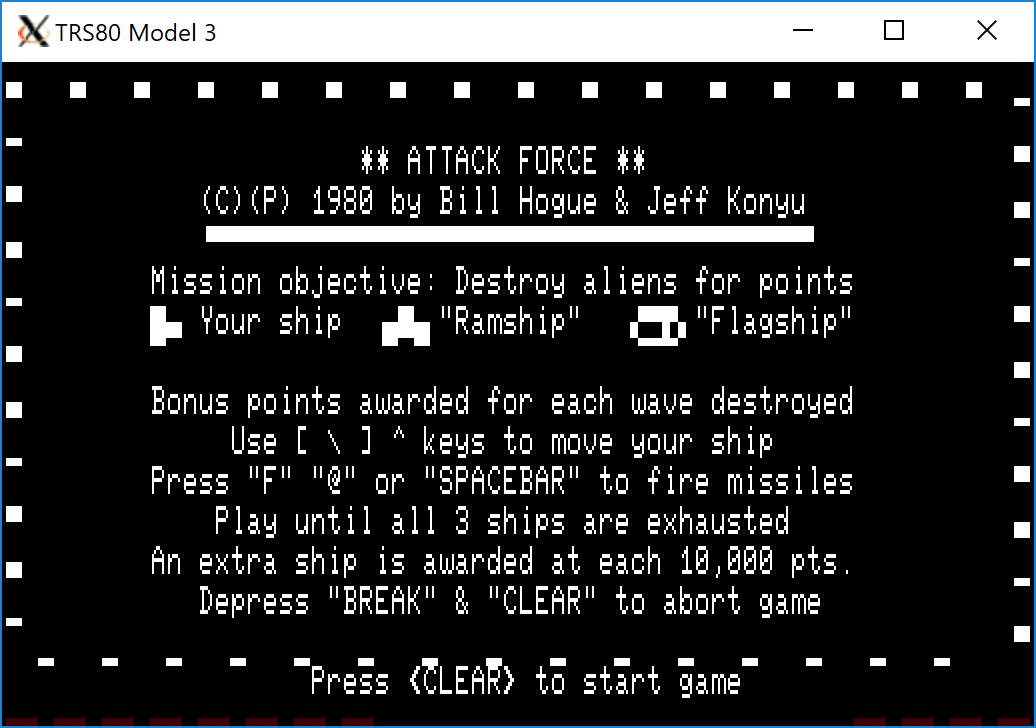 TRS80 Model 3
** ATTACK FORCE **
(C)(P) 1980 by Bill Hogue & Jeff Konyu
Mission objective: Destroy aliens for points
Your ship "Ramship" "Flagship"
Bonus points awarded for each wave destroyed
Use [ \ ] ^ keys to move your ship
Press "F" "@" or "SPACEBAR" to fire missiles
Play until all 3 ships are exhausted
An extra ship is awarded at each 10,000 pts.
Depress "BREAK" & "CLEAR" to abort game
Press <CLEAR> to start game